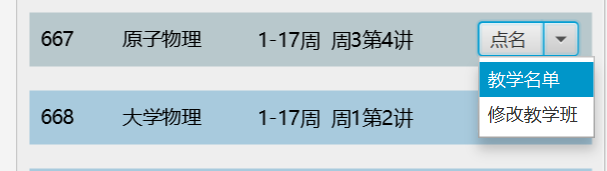 667 原子物理 1-17周 周3第4讲 点名
教学名单
修改教学班
668 大学物理 1-17周 周1第2讲